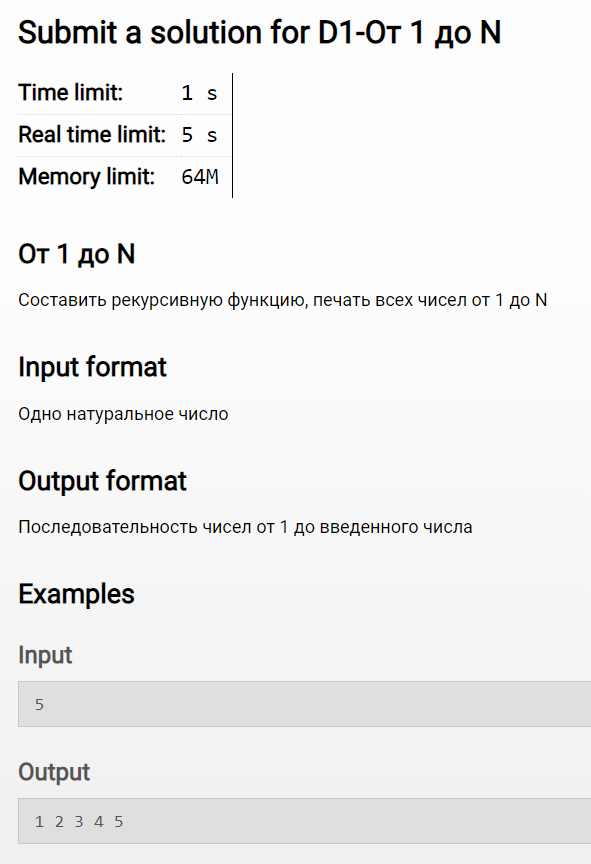 Submit a solution for D1-От 1 до N
Time limit: 1 s
Real time limit: 5 s
Memory limit: 64M
От 1 до N
Составить рекурсивную функцию, печать всех чисел от 1 до N
Input format
Одно натуральное число
Output format
Последовательность чисел от 1 до введенного числа
Examples
Input
5
Output
1 2 3 4 5